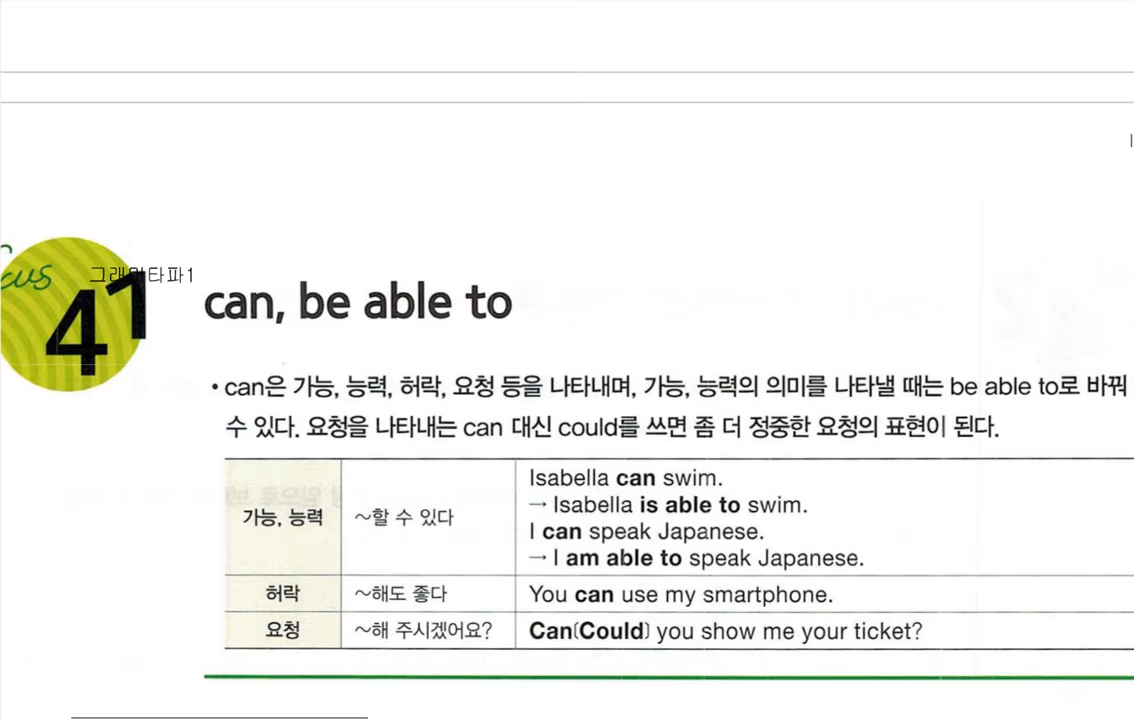 그래머타파1
41
can, be able to
• can은 가능, 능력, 허락, 요청 등을 나타내며, 가능, 능력의 의미를 나타낼 때는 be able to로 바꿔
수 있다. 요청을 나타내는 can 대신 could를 쓰면 좀 더 정중한 요청의 표현이 된다.
가능, 능력 ～할 수 있다 Isabella can swim.
→ Isabella is able to swim.
I can speak Japanese.
→ I am able to speak Japanese.
허락 ～해도 좋다 You can use my smartphone.
요청 ～해 주시겠어요? Can(Could) you show me your ticket?